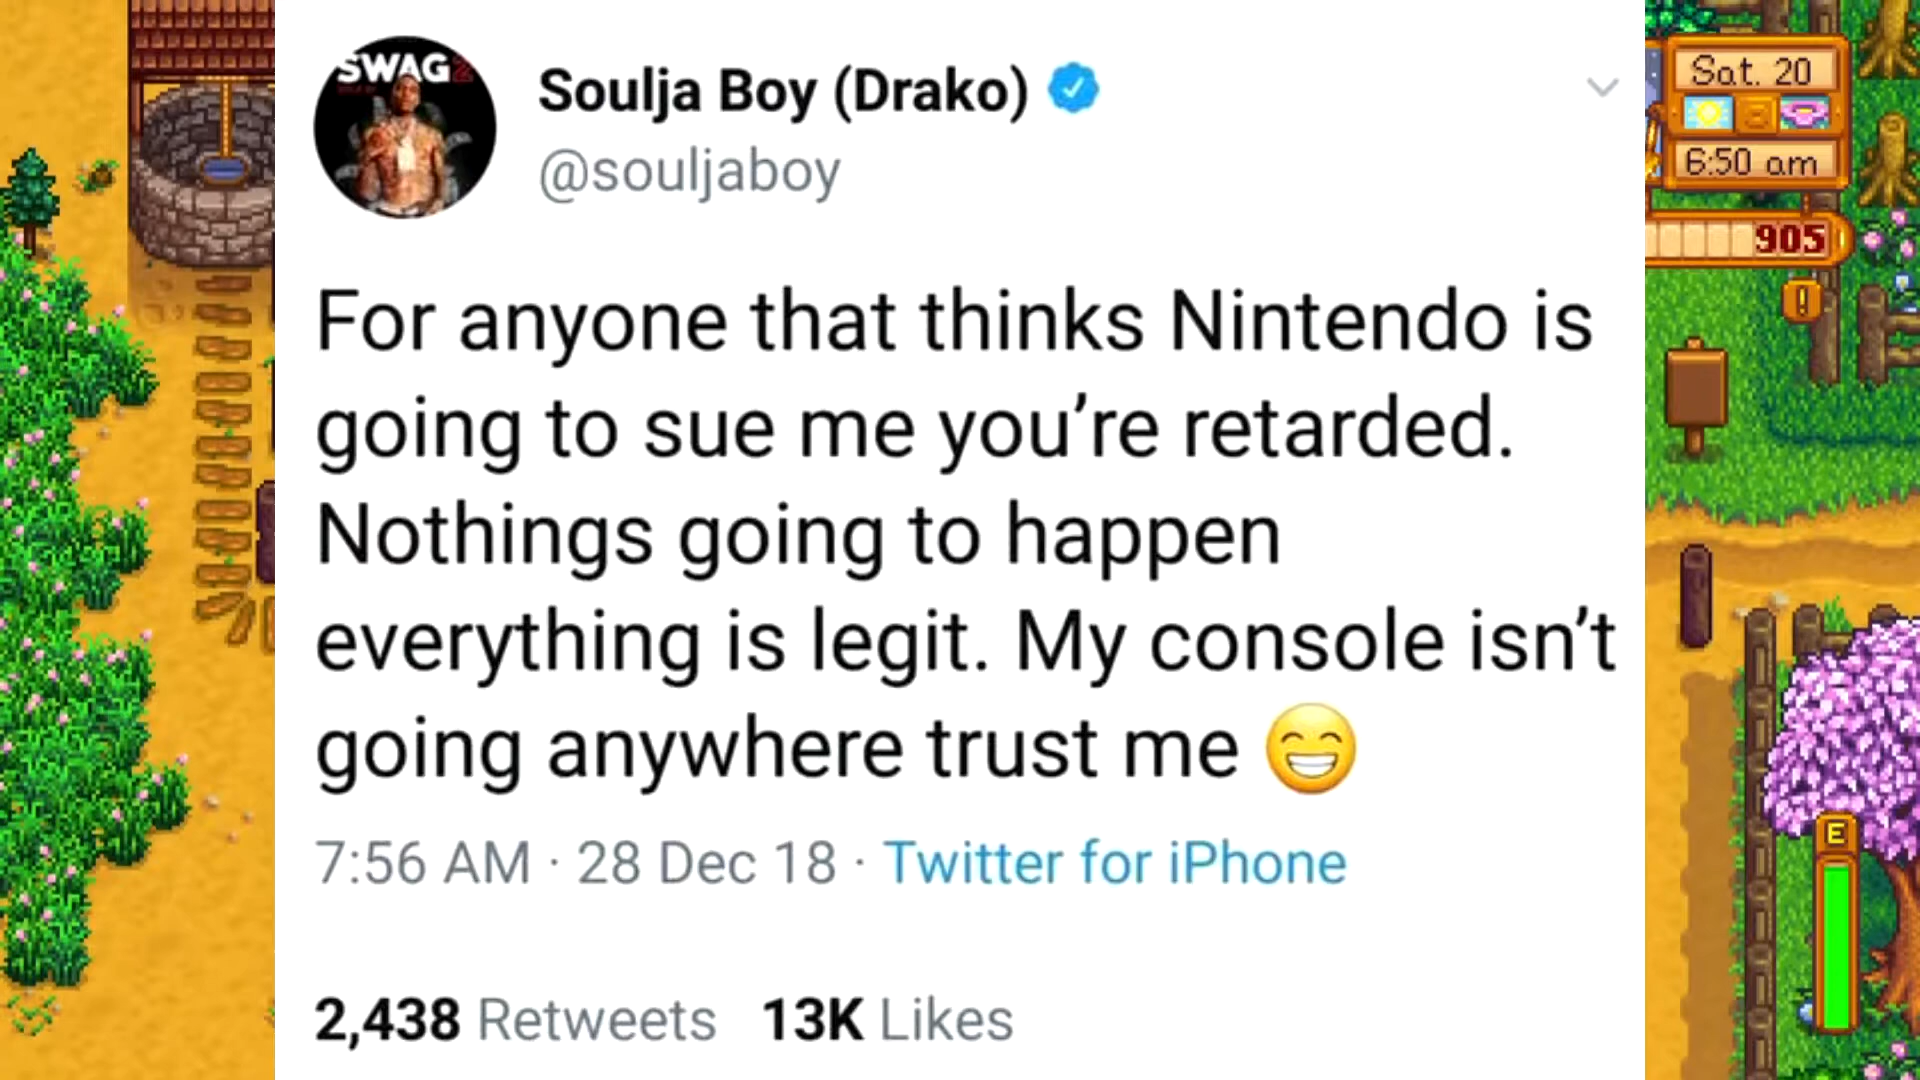 SWAG 2
Soulja Boy (Drako)
@souljaboy
For anyone that thinks Nintendo is
going to sue me you’re retarded.
Nothings going to happen
everything is legit. My console isn’t
going anywhere trust me 😁
7:56 AM · 28 Dec 18 · Twitter for iPhone
2,438 Retweets 13K Likes
Sat. 20
6:50 am
905
!
E